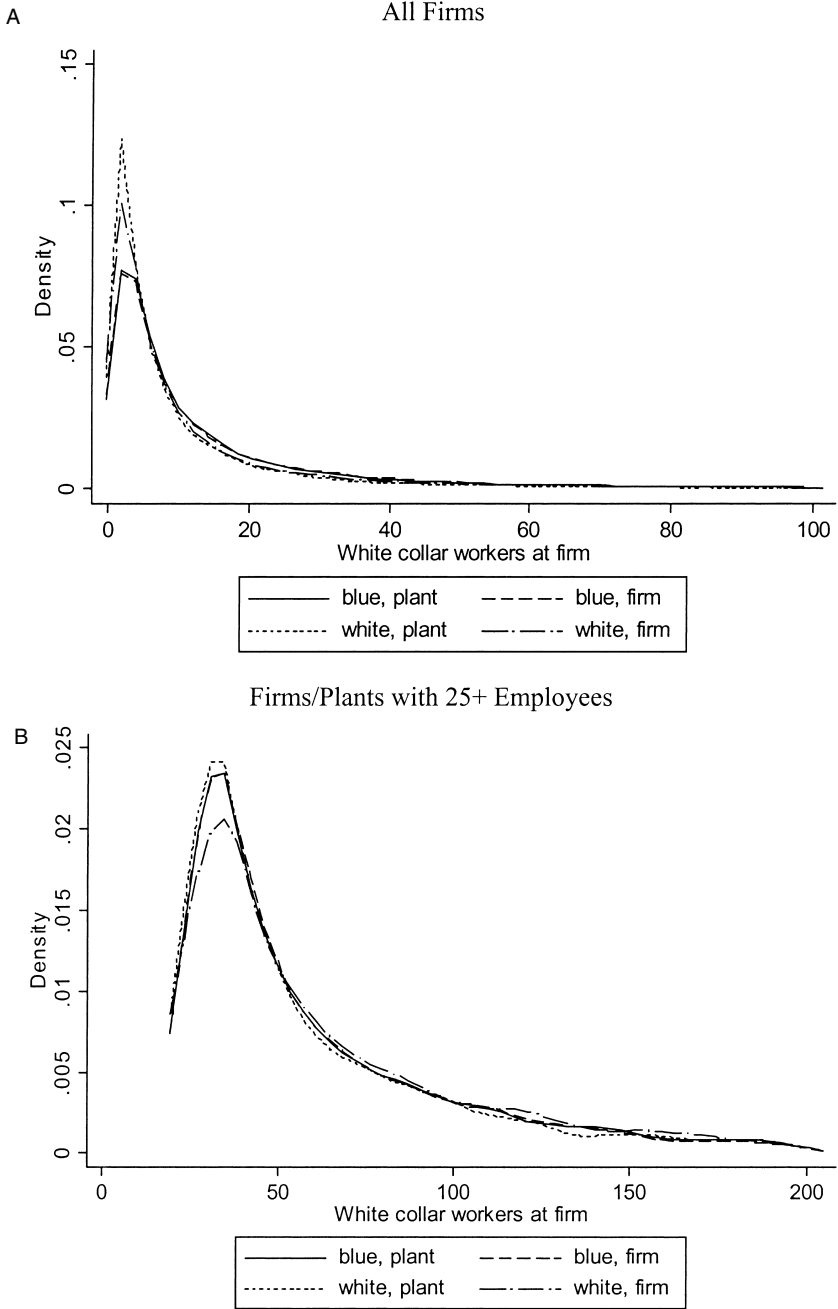 A
All Firms
.15
.1
.05
0
Density
0 20 40 60 80 100
White collar workers at firm
blue, plant blue, firm
white, plant white, firm
Firms/Plants with 25+ Employees
B
.025
.02
.015
.01
.005
0
Density
0 50 100 150 200
White collar workers at firm
blue, plant blue, firm
white, plant white, firm